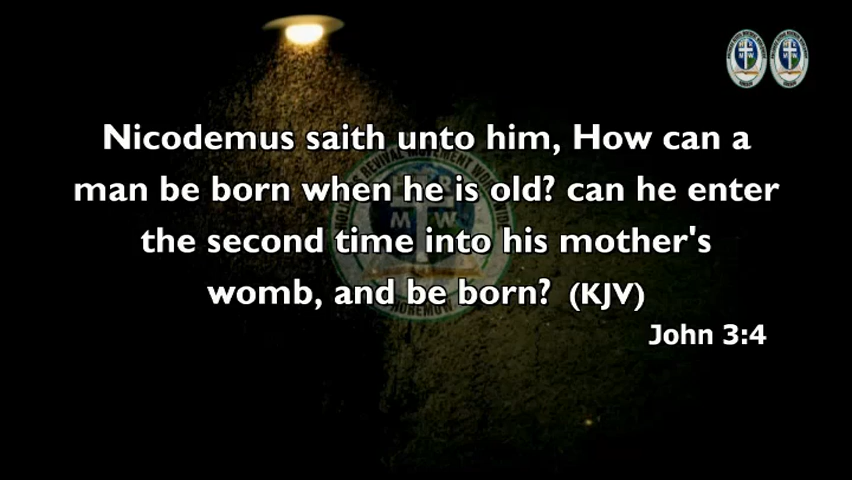 Nicodemus saith unto him, How can a
man be born when he is old? can he enter
the second time into his mother's
womb, and be born? (KJV)
John 3:4
HOREMOW